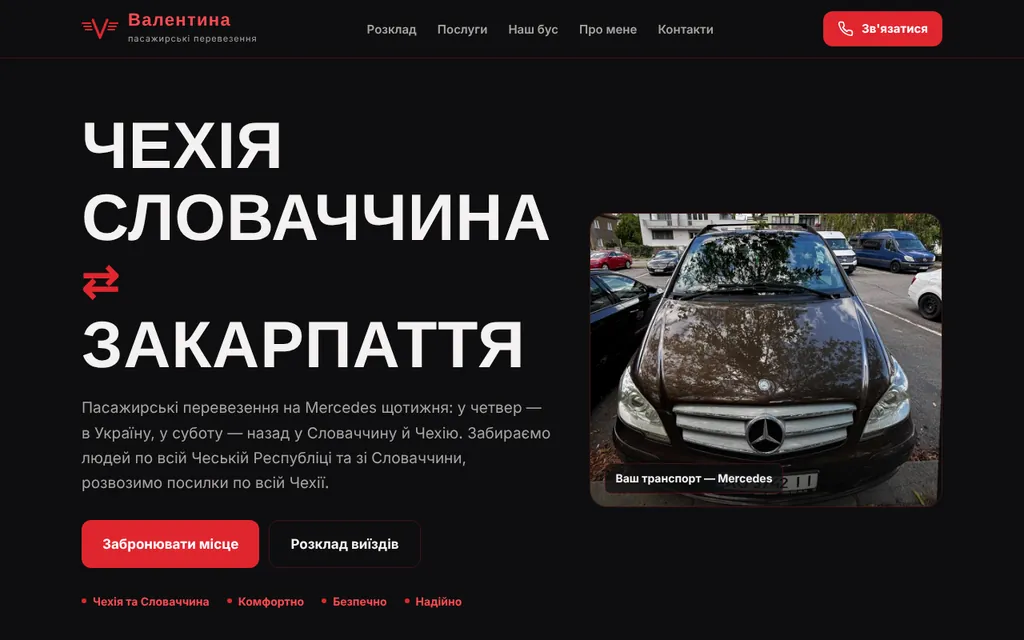 Валентина
пасажирські перевезення
Розклад
Послуги
Наш бус
Про мене
Контакти
Зв'язатися
ЧЕХІЯ
СЛОВАЧЧИНА
⇄
ЗАКАРПАТТЯ
Пасажирські перевезення на Mercedes щотижня: у четвер —
в Україну, у суботу — назад у Словаччину й Чехію. Забираємо
людей по всій Чеській Республіці та зі Словаччини,
розвозимо посилки по всій Чехії.
Ваш транспорт — Mercedes
Забронювати місце
Розклад виїздів
Чехія та Словаччина
Комфортно
Безпечно
Надійно